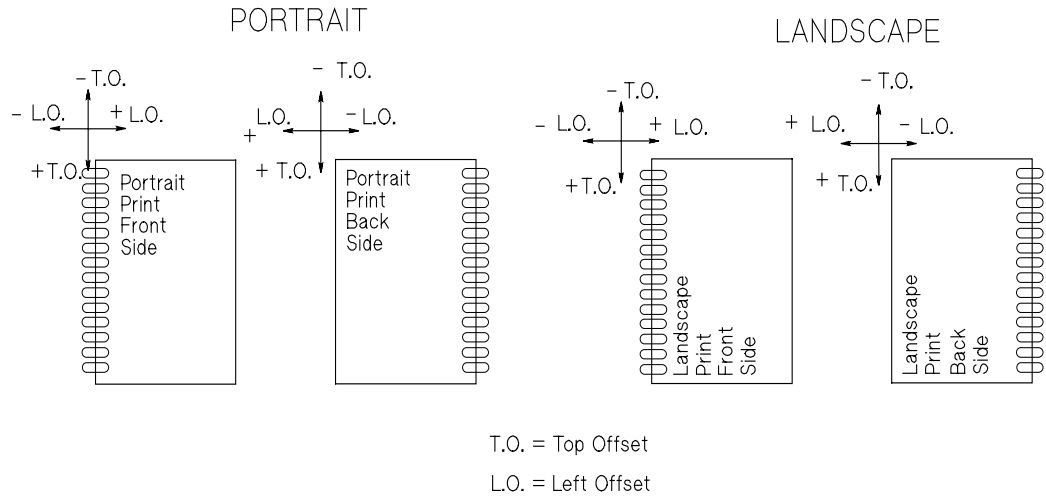 PORTRAIT
LANDSCAPE
- T.O.
- L.O.
+ L.O.
+ T.O.
Portrait
Print
Front
Side
- T.O.
L.O.
+
- L.O.
+ T.O.
Portrait
Print
Back
Side
- T.O.
- L.O.
+ L.O.
+ T.O.
Landscape
Print
Front
Side
- T.O.
+ L.O.
- L.O.
+ T.O.
Landscape
Print
Back
Side
T.O. = Top Offset
L.O. = Left Offset